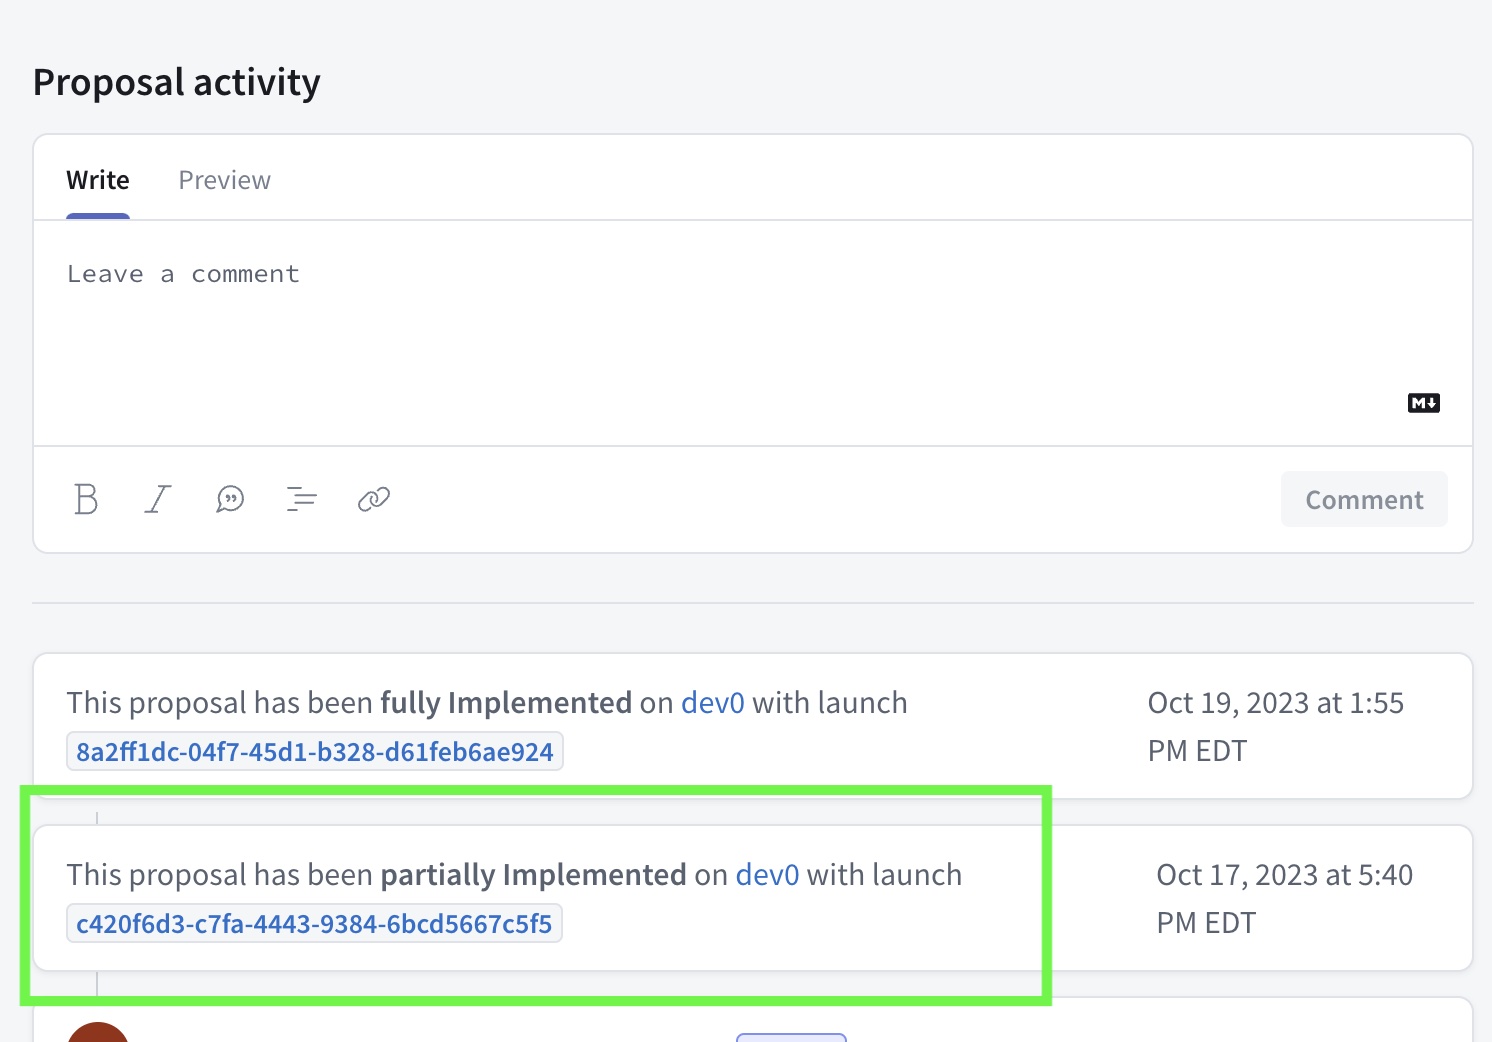 Proposal activity
Write Preview
Leave a comment
M↓
B I
Comment
This proposal has been fully Implemented on dev0 with launch
8a2ff1dc-04f7-45d1-b328-d61feb6ae924
Oct 19, 2023 at 1:55
PM EDT
This proposal has been partially Implemented on dev0 with launch
c420f6d3-c7fa-4443-9384-6bcd5667c5f5
Oct 17, 2023 at 5:40
PM EDT